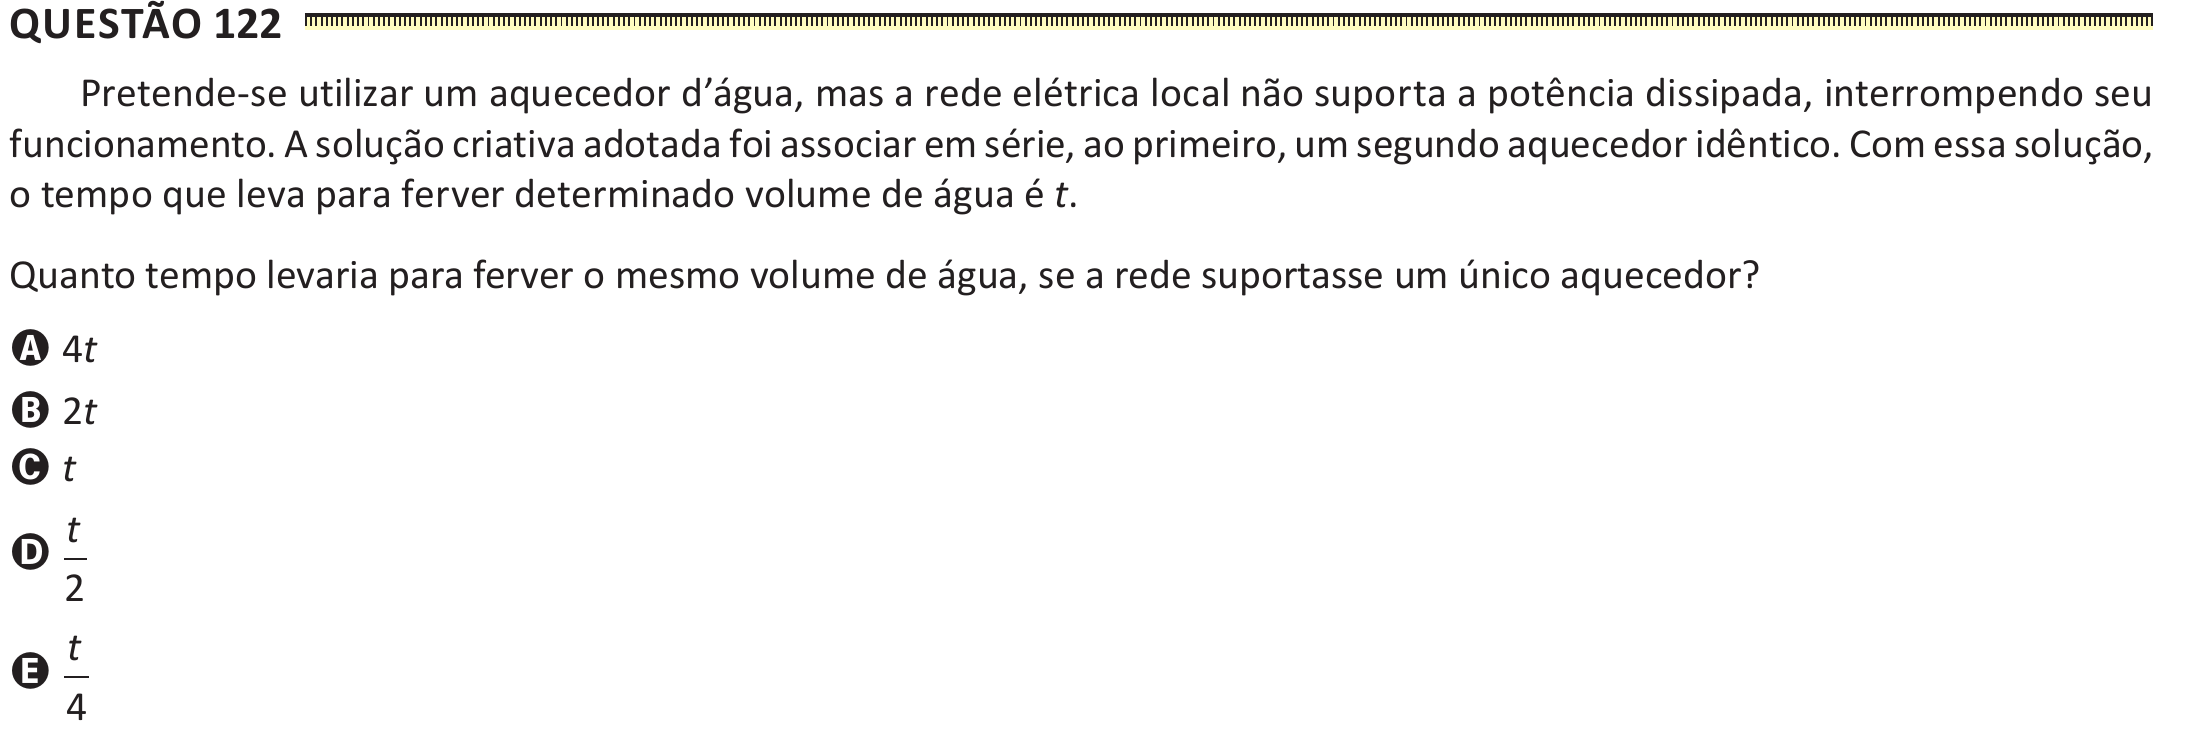 QUESTÃO 122
Pretende-se utilizar um aquecedor d’água, mas a rede elétrica local não suporta a potência dissipada, interrompendo seu
funcionamento. A solução criativa adotada foi associar em série, ao primeiro, um segundo aquecedor idêntico. Com essa solução,
o tempo que leva para ferver determinado volume de água é t.
Quanto tempo levaria para ferver o mesmo volume de água, se a rede suportasse um único aquecedor?
A 4t
B 2t
C t
D t/2
E t/4